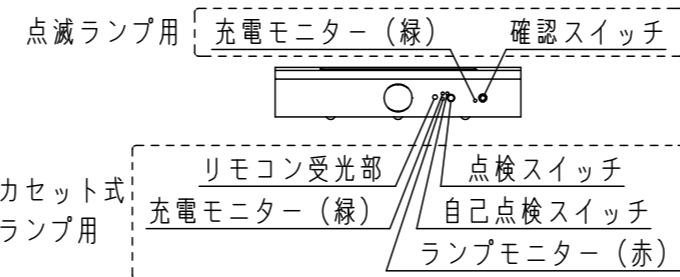 点滅ランプ用
充電モニター（緑）
確認スイッチ
リモコン受光部
点検スイッチ
カセット式
ランプ用
充電モニター（緑）
自己点検スイッチ
ランプモニター（赤）